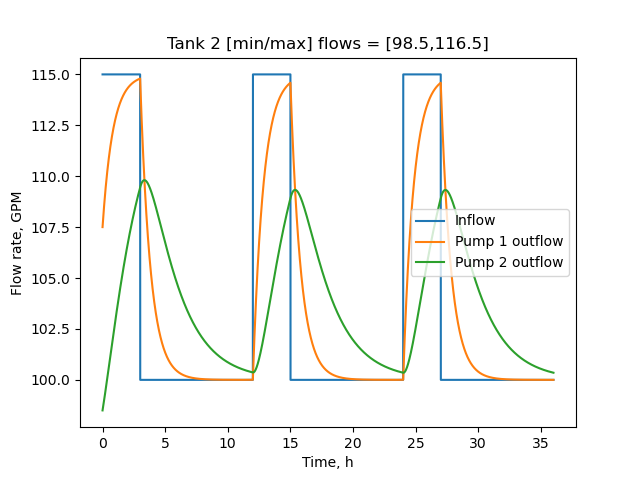 Tank 2 [min/max] flows = [98.5,116.5]
Flow rate, GPM
115.0
112.5
110.0
107.5
105.0
102.5
100.0
Inflow
Pump 1 outflow
Pump 2 outflow
0 5 10 15 20 25 30 35
Time, h